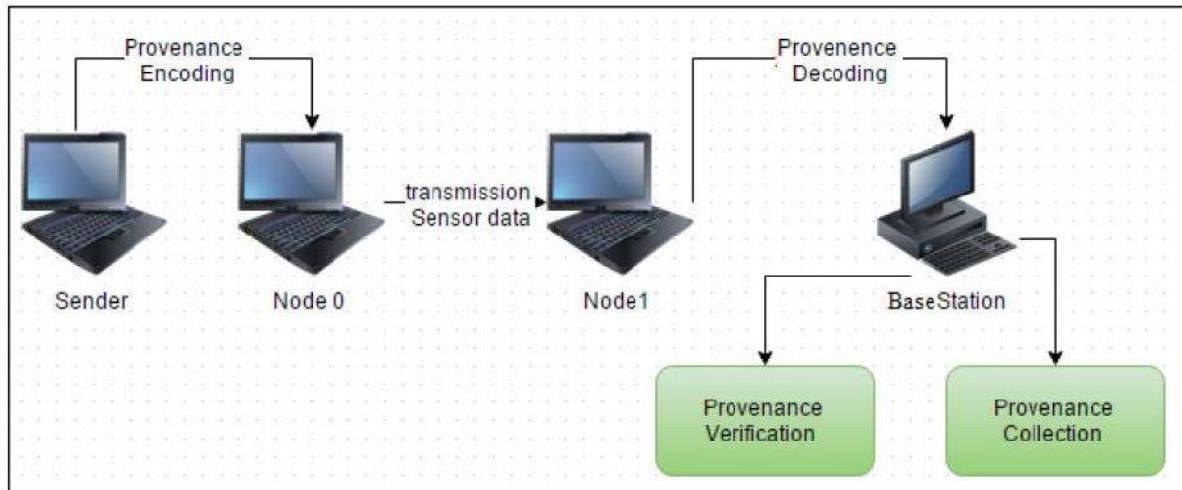 Provenance
Encoding
Provenence
Decoding
transmission
Sensor data
Sender
Node 0
Node1
BaseStation
Provenance
Verification
Provenance
Collection